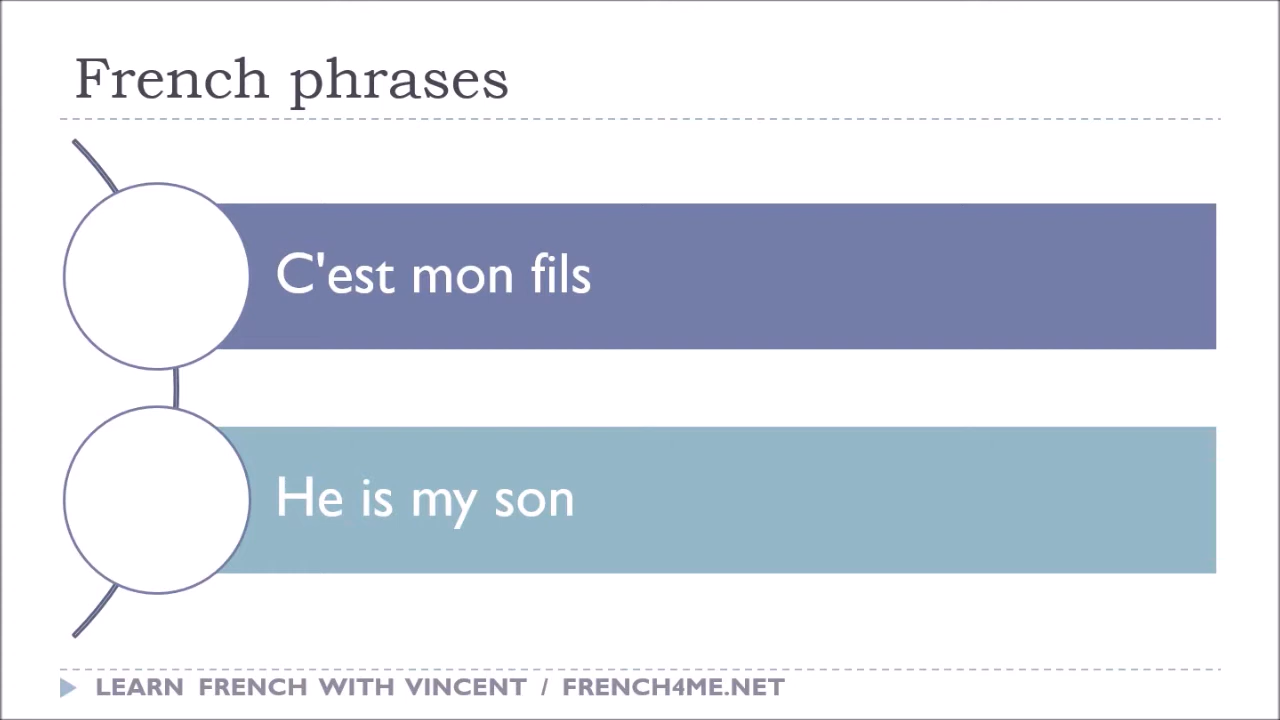 French phrases
C'est mon fils
He is my son
LEARN FRENCH WITH VINCENT / FRENCH4ME.NET